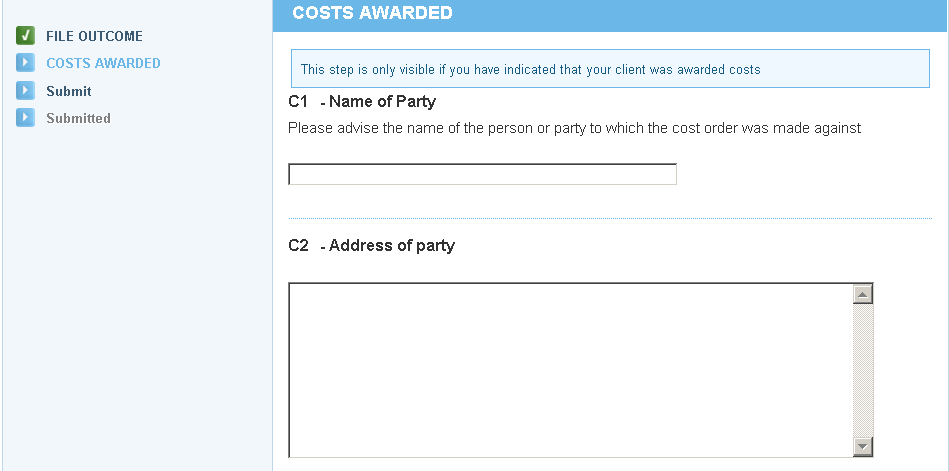 FILE OUTCOME
COSTS AWARDED
Submit
Submitted
COSTS AWARDED
This step is only visible if you have indicated that your client was awarded costs
C1 - Name of Party
Please advise the name of the person or party to which the cost order was made against
C2 - Address of party